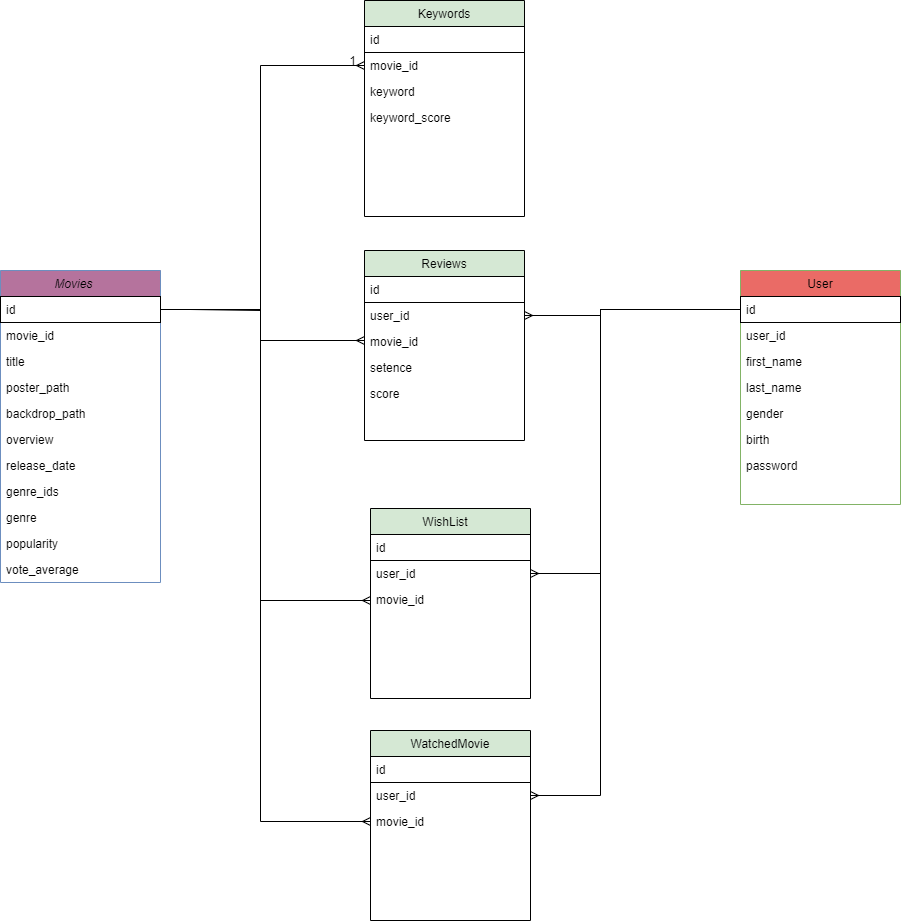 Keywords
id
1
movie_id
keyword
keyword_score
Reviews
id
user_id
movie_id
setence
score
Movies
id
movie_id
title
poster_path
backdrop_path
overview
release_date
genre_ids
genre
popularity
vote_average
User
id
user_id
first_name
last_name
gender
birth
password
WishList
id
user_id
movie_id
WatchedMovie
id
user_id
movie_id